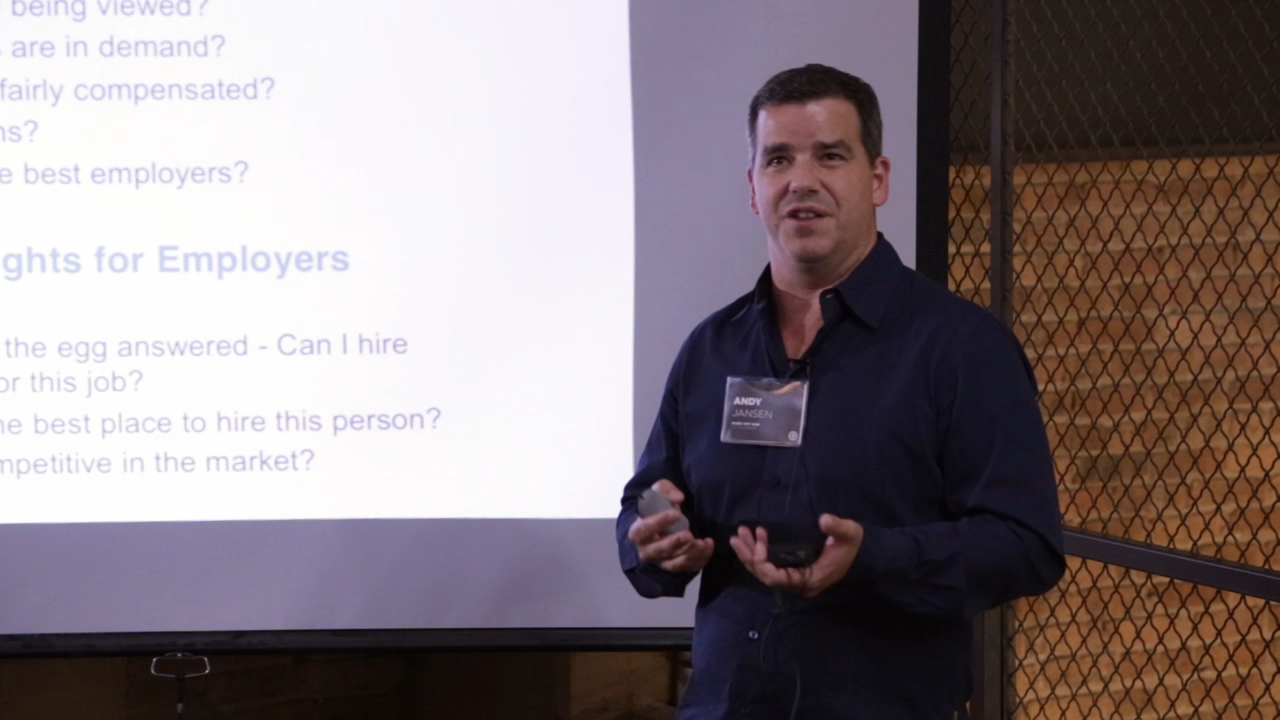 being viewed?
are in demand?
fairly compensated?
ns?
e best employers?
ghts for Employers
the egg answered - Can I hire
or this job?
ne best place to hire this person?
mpetitive in the market?
ANDY
JANSEN